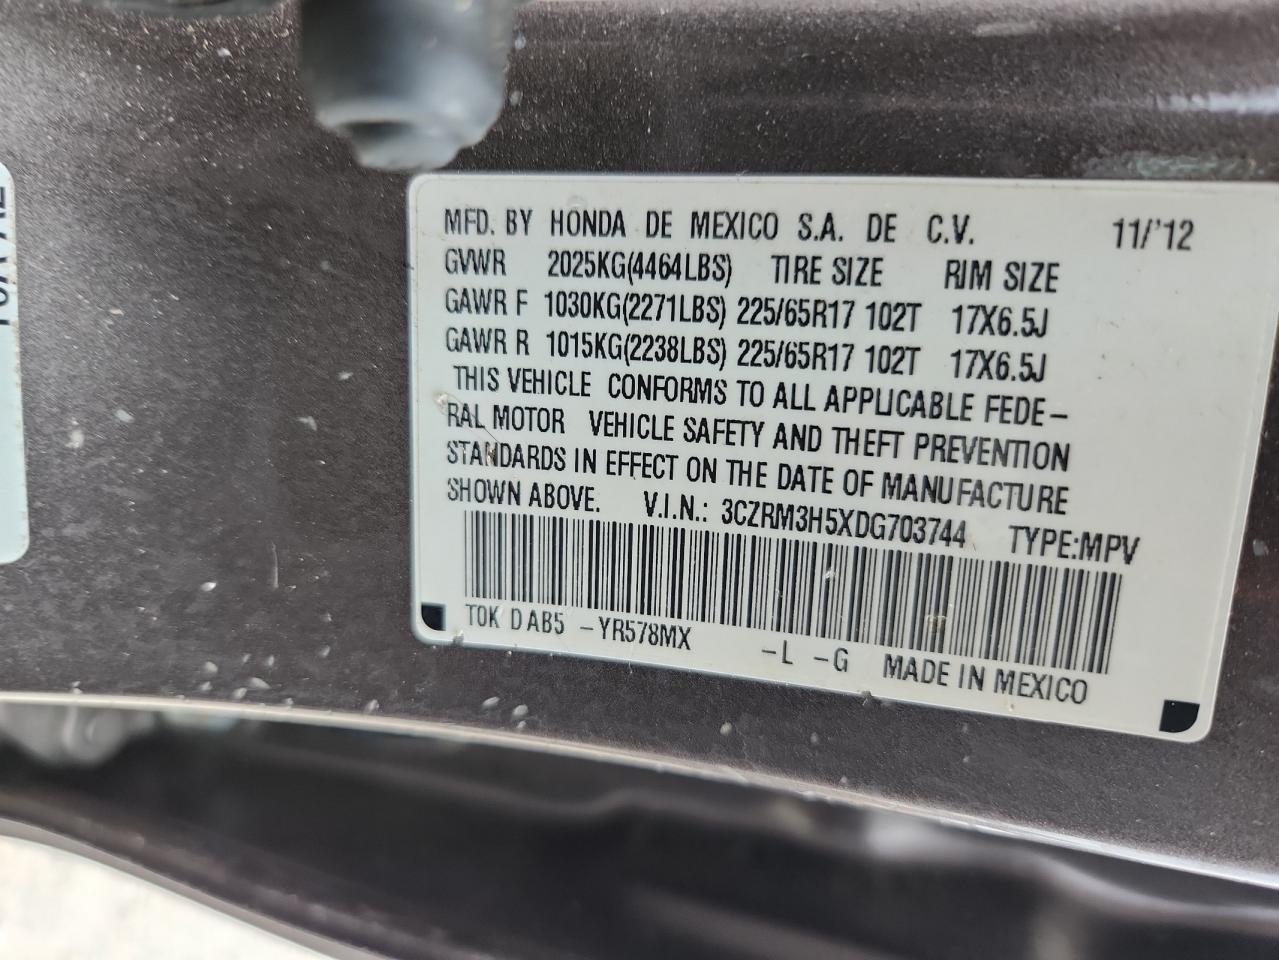 MFD. BY HONDA DE MEXICO S.A. DE C.V. 11/'12
GVWR 2025KG(4464LBS) TIRE SIZE RIM SIZE
GAWR F 1030KG(2271LBS) 225/65R17 102T 17X6.5J
GAWR R 1015KG(2238LBS) 225/65R17 102T 17X6.5J
THIS VEHICLE CONFORMS TO ALL APPLICABLE FEDE-
RAL MOTOR VEHICLE SAFETY AND THEFT PREVENTION
STANDARDS IN EFFECT ON THE DATE OF MANUFACTURE
SHOWN ABOVE. V.I.N.: 3CZRM3H5XDG703744 TYPE:MPV
T0K D AB5 -YR578MX -L -G MADE IN MEXICO